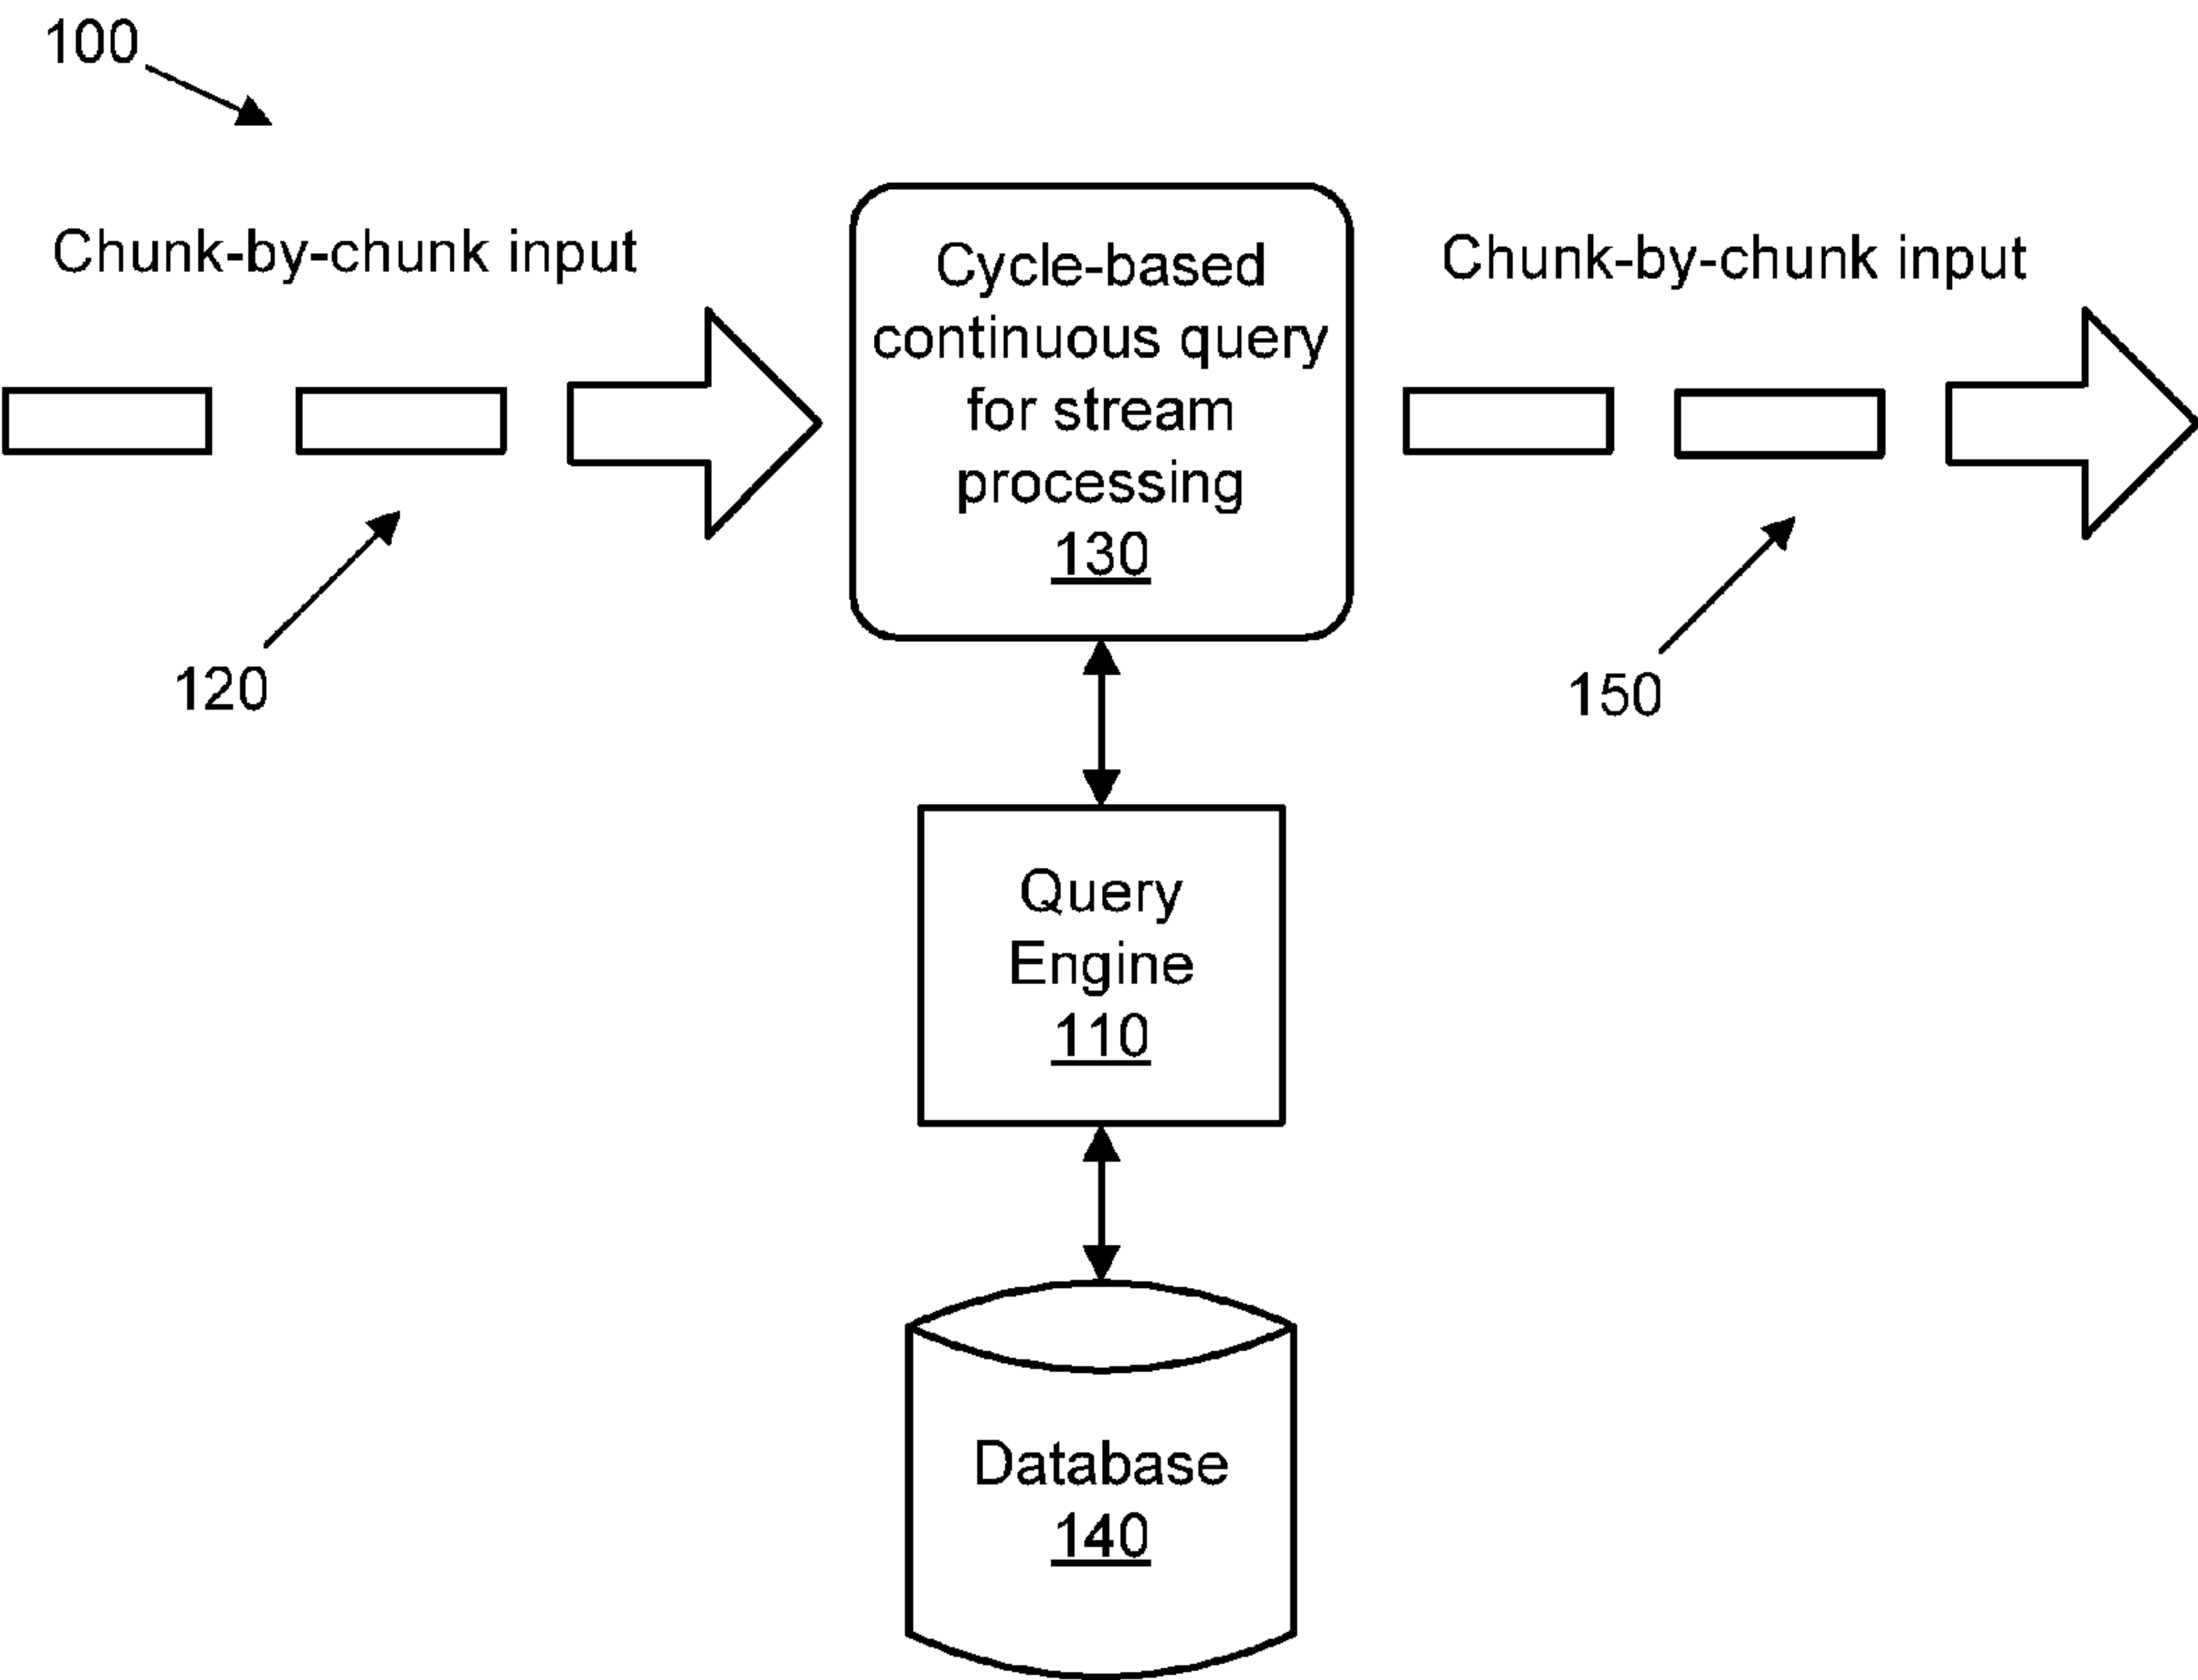 100
Chunk-by-chunk input
Cycle-based
continuous query
for stream
processing
130
Chunk-by-chunk input
120
150
Query
Engine
110
Database
140